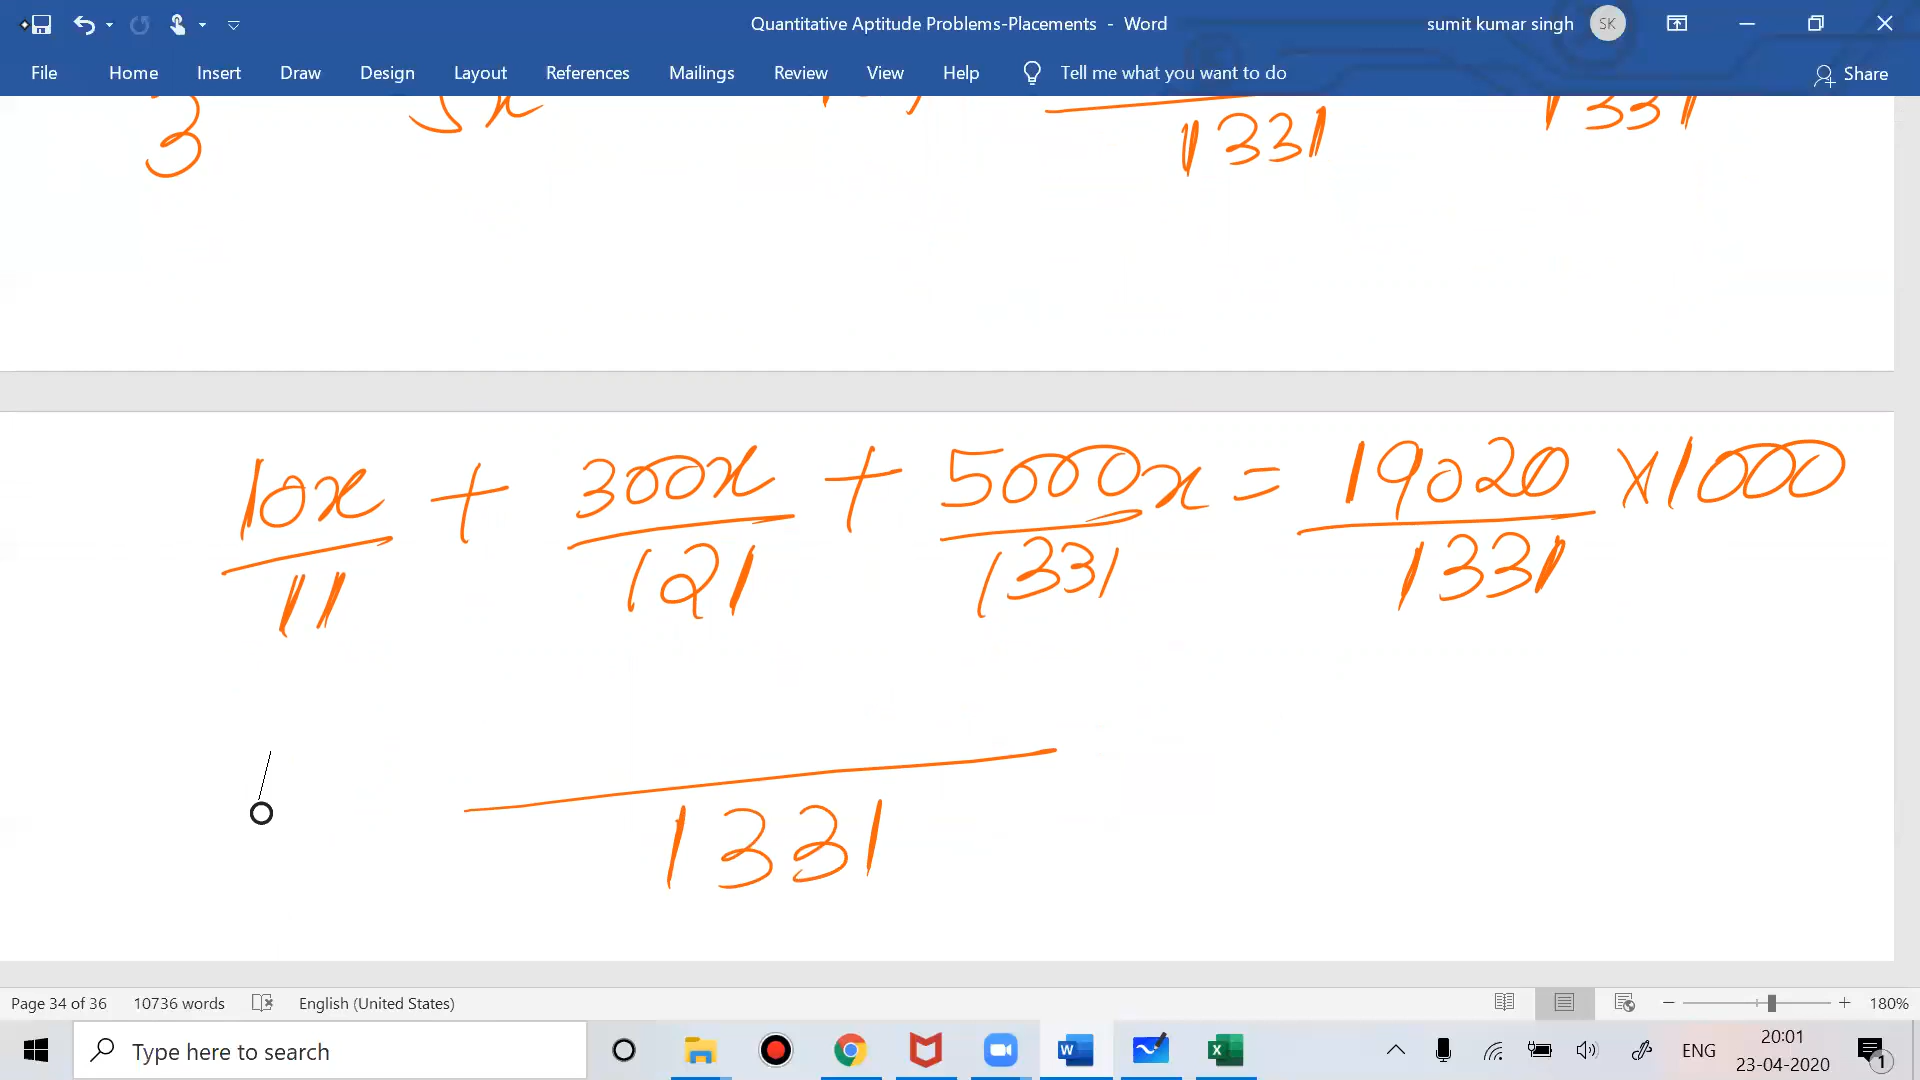 Quantitative Aptitude Problems-Placements - Word
sumit kumar singh SK
File Home Insert Draw Design Layout References Mailings Review View Help Tell me what you want to do Share
3
1331
1331
10x + 300x + 5000x = 19020 ×1000
11 121 1331 1331
1331
Page 34 of 36 10736 words English (United States) 180%
Type here to search
ENG
20:01
23-04-2020
1